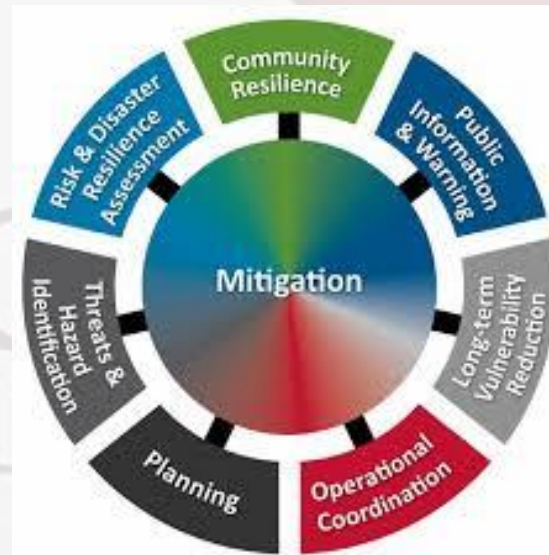 Community
Resilience
Public
Information
& Warning
Long-term
Vulnerability
Reduction
Operational
Coordination
Planning
Threats &
Hazard
Identification
Risk & Disaster
Resilience
Assessment
Mitigation